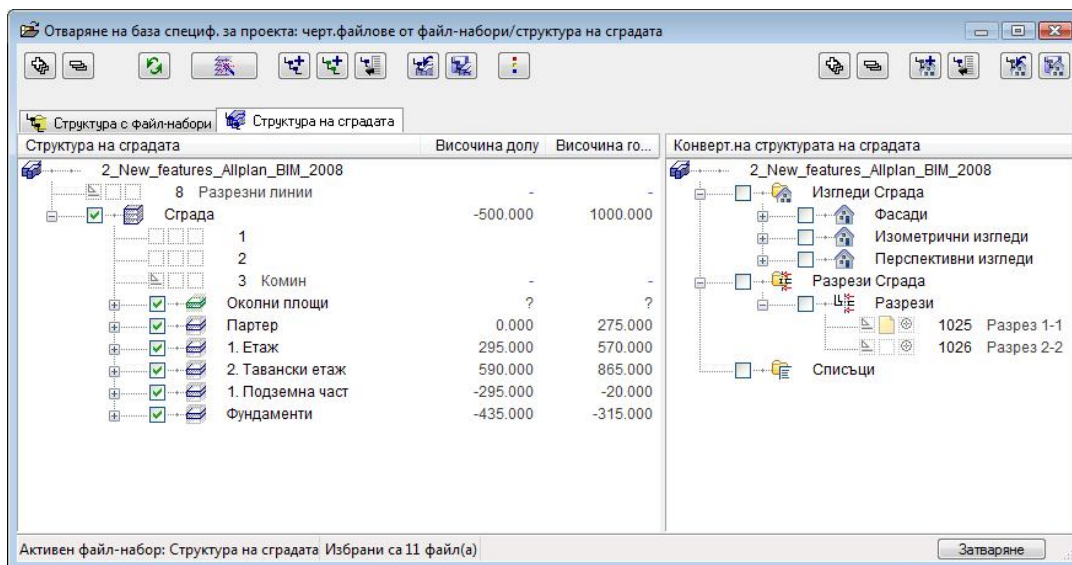 Отваряне на база специф. за проекта: черт.файлове от файл-набори/структура на сградата
Структура с файл-набори Структура на сградата
Структура на сградата Височина долу Височина го... Конверт.на структурата на сградата
2_New_features_Allplan_BIM_2008
8 Разрезни линии - -
Сграда -500.000 1000.000
1
2
3 Комин - -
Околни площи ? ?
Партер 0.000 275.000
1. Етаж 295.000 570.000
2. Тавански етаж 590.000 865.000
1. Подземна част -295.000 -20.000
Фундаменти -435.000 -315.000
2_New_features_Allplan_BIM_2008
Изгледи Сграда
Фасади
Изометрични изгледи
Перспективни изгледи
Разрези Сграда
Разрези
1025 Разрез 1-1
1026 Разрез 2-2
Списъци
Активен файл-набор: Структура на сградата Избрани са 11 файл(а) Затваряне